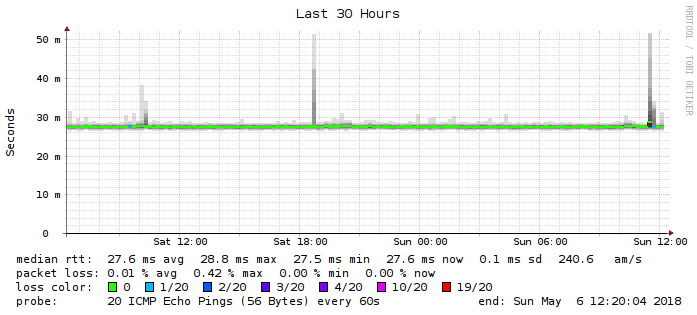 Last 30 Hours
RRDTOOL / TOBI OETIKER
Seconds
50 m
40 m
30 m
20 m
10 m
0
Sat 12:00 Sat 18:00 Sun 00:00 Sun 06:00 Sun 12:00
median rtt: 27.6 ms avg 28.8 ms max 27.5 ms min 27.6 ms now 0.1 ms sd 240.6 am/s
packet loss: 0.01 % avg 0.42 % max 0.00 % min 0.00 % now
loss color: 0 1/20 2/20 3/20 4/20 10/20 19/20
probe: 20 ICMP Echo Pings (56 Bytes) every 60s end: Sun May 6 12:20:04 2018